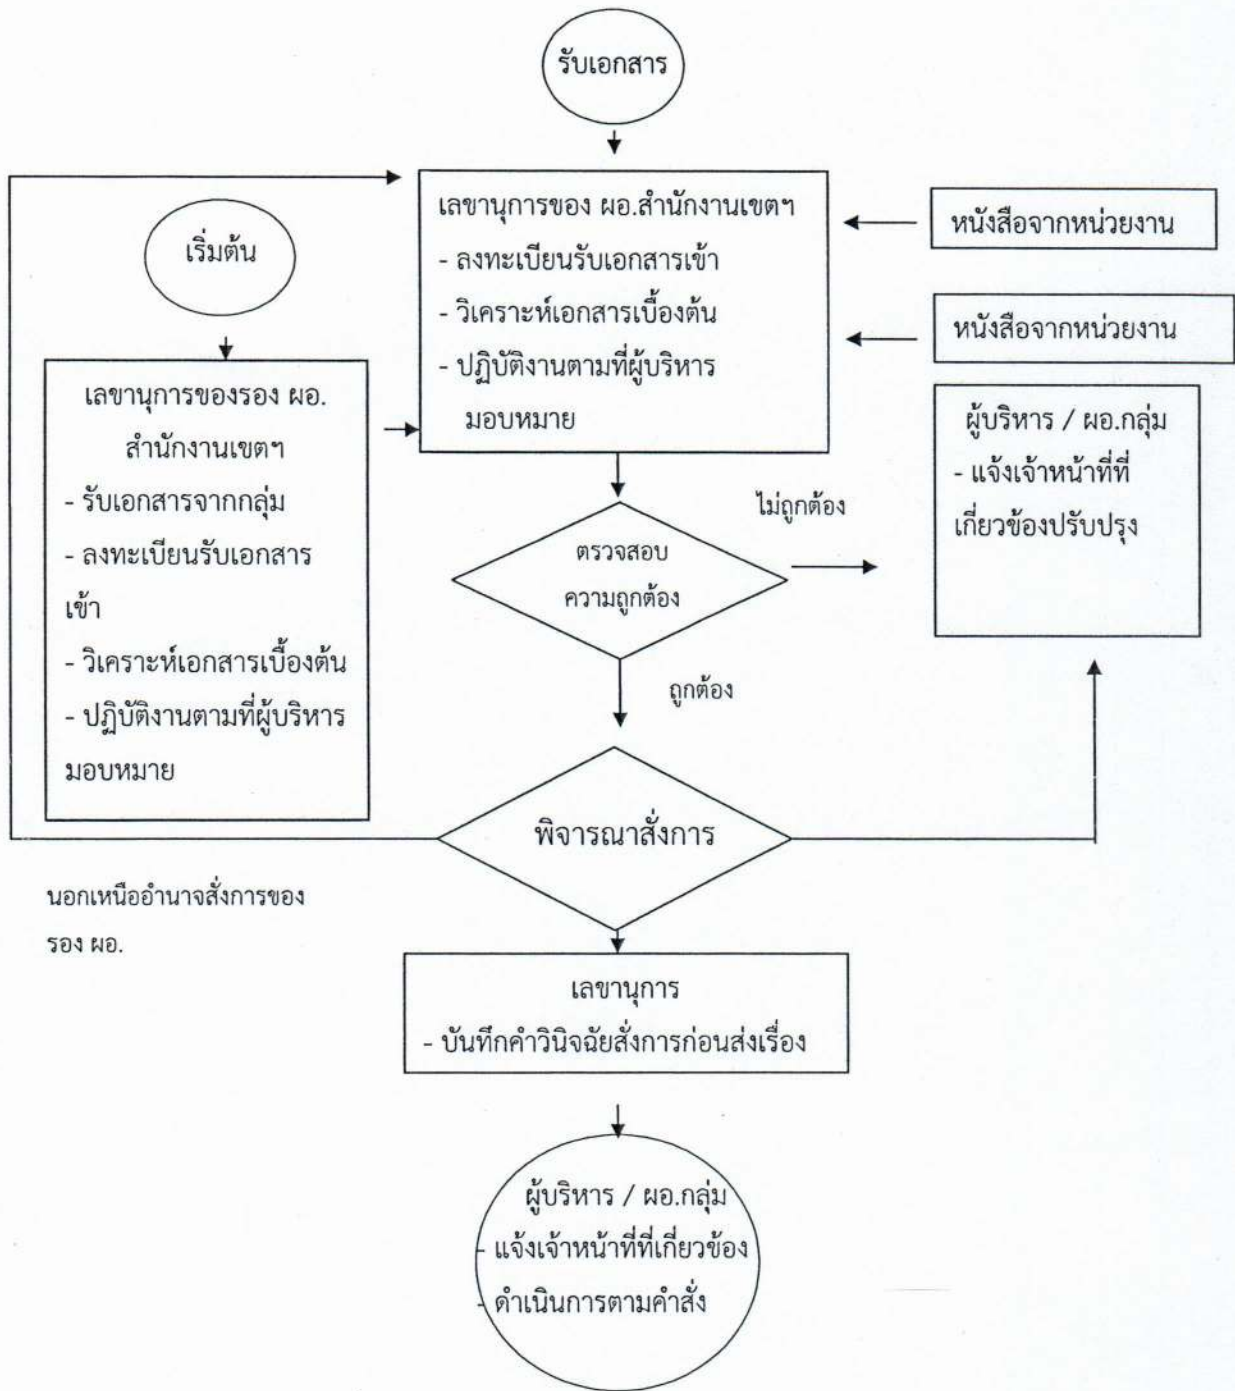 รับเอกสาร
เริ่มต้น
เลขานุการของ ผอ.สำนักงานเขตฯ
- ลงทะเบียนรับเอกสารเข้า
- วิเคราะห์เอกสารเบื้องต้น
- ปฏิบัติงานตามที่ผู้บริหาร
มอบหมาย
หนังสือจากหน่วยงาน
หนังสือจากหน่วยงาน
เลขานุการของรอง ผอ.
สำนักงานเขตฯ
- รับเอกสารจากกลุ่ม
- ลงทะเบียนรับเอกสาร
เข้า
- วิเคราะห์เอกสารเบื้องต้น
- ปฏิบัติงานตามที่ผู้บริหาร
มอบหมาย
ผู้บริหาร / ผอ.กลุ่ม
- แจ้งเจ้าหน้าที่ที่
เกี่ยวข้องปรับปรุง
ไม่ถูกต้อง
ตรวจสอบ
ความถูกต้อง
ถูกต้อง
พิจารณาสั่งการ
นอกเหนืออำนาจสั่งการของ
รอง ผอ.
เลขานุการ
- บันทึกคำวินิจฉัยสั่งการก่อนส่งเรื่อง
ผู้บริหาร / ผอ.กลุ่ม
- แจ้งเจ้าหน้าที่ที่เกี่ยวข้อง
- ดำเนินการตามคำสั่ง